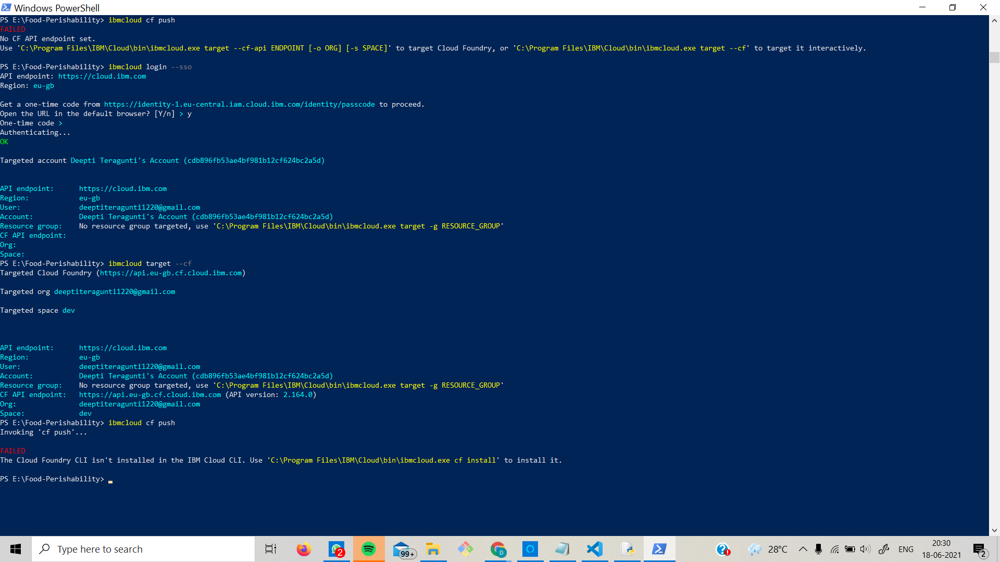 Windows PowerShell
PS E:\Food-Perishability> ibmcloud cf push
FAILED
No CF API endpoint set.
Use 'C:\Program Files\IBM\Cloud\bin\ibmcloud.exe target --cf-api ENDPOINT [-o ORG] [-s SPACE]' to target Cloud Foundry, or 'C:\Program Files\IBM\Cloud\bin\ibmcloud.exe target --cf' to target it interactively.
PS E:\Food-Perishability> ibmcloud login --sso
API endpoint: https://cloud.ibm.com
Region: eu-gb
Get a one-time code from https://identity-1.eu-central.iam.cloud.ibm.com/identity/passcode to proceed.
Open the URL in the default browser? [Y/n] > y
One-time code >
Authenticating...
OK
Targeted account Deepti Teragunti's Account (cdb896fb53ae4bf981b12cf624bc2a5d)
API endpoint: https://cloud.ibm.com
Region: eu-gb
User: deeptiteragunti1220@gmail.com
Account: Deepti Teragunti's Account (cdb896fb53ae4bf981b12cf624bc2a5d)
Resource group: No resource group targeted, use 'C:\Program Files\IBM\Cloud\bin\ibmcloud.exe target -g RESOURCE_GROUP'
CF API endpoint:
Org:
Space:
PS E:\Food-Perishability> ibmcloud target --cf
Targeted Cloud Foundry (https://api.eu-gb.cf.cloud.ibm.com)
Targeted org deeptiteragunti1220@gmail.com
Targeted space dev
API endpoint: https://cloud.ibm.com
Region: eu-gb
User: deeptiteragunti1220@gmail.com
Account: Deepti Teragunti's Account (cdb896fb53ae4bf981b12cf624bc2a5d)
Resource group: No resource group targeted, use 'C:\Program Files\IBM\Cloud\bin\ibmcloud.exe target -g RESOURCE_GROUP'
CF API endpoint: https://api.eu-gb.cf.cloud.ibm.com (API version: 2.164.0)
Org: deeptiteragunti1220@gmail.com
Space: dev
PS E:\Food-Perishability> ibmcloud cf push
Invoking 'cf push'...
FAILED
The Cloud Foundry CLI isn't installed in the IBM Cloud CLI. Use 'C:\Program Files\IBM\Cloud\bin\ibmcloud.exe cf install' to install it.
PS E:\Food-Perishability>
Type here to search
2
99+
D
28°C
ENG
20:30
18-06-2021
2